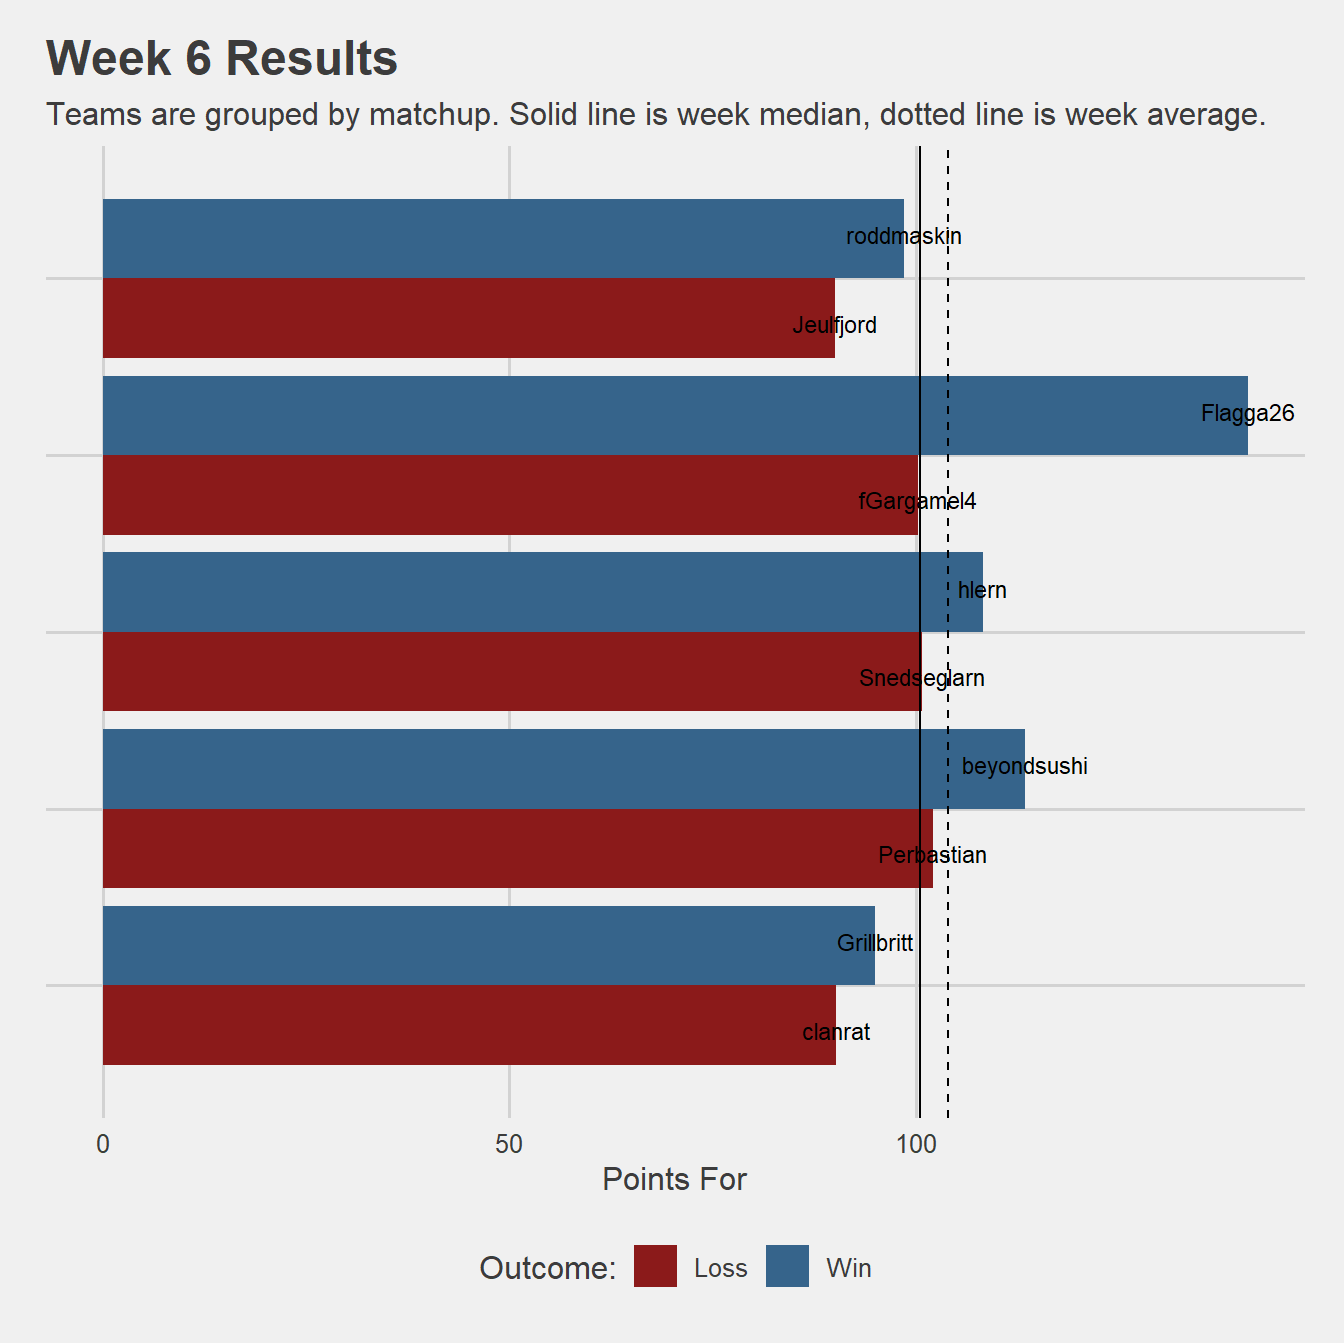 Week 6 Results
Teams are grouped by matchup. Solid line is week median, dotted line is week average.
roddmaskin
Jeulfjord
Flagga26
fGargamel4
hlern
Snedseglarn
beyondsushi
Perbastian
Grillbritt
clanrat
0 50 100
Points For
Outcome: Loss Win